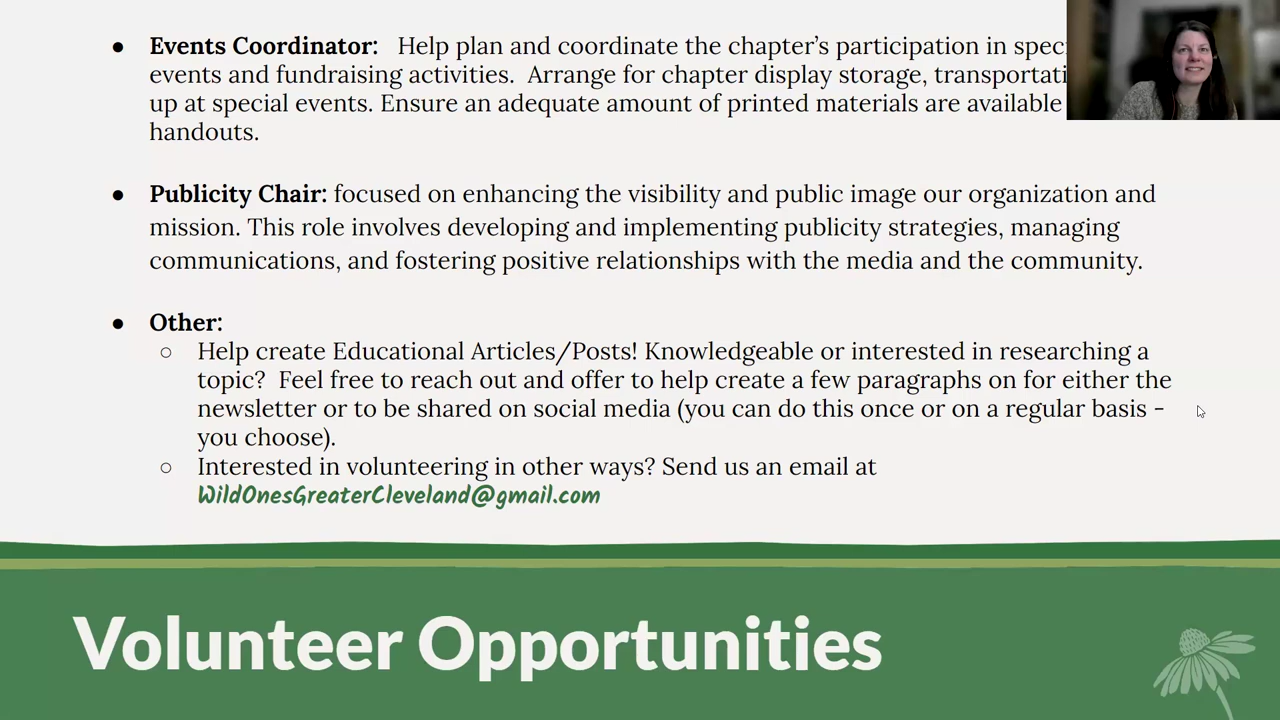 ● Events Coordinator: Help plan and coordinate the chapter's participation in
events and fundraising activities. Arrange for chapter display storage,
up at special events. Ensure an adequate amount of printed materials are available
handouts.
● Publicity Chair: focused on enhancing the visibility and public image our organization and
mission. This role involves developing and implementing publicity strategies, managing
communications, and fostering positive relationships with the media and the community.
● Other:
○ Help create Educational Articles/Posts! Knowledgeable or interested in researching a
topic? Feel free to reach out and offer to help create a few paragraphs on for either the
newsletter or to be shared on social media (you can do this once or on a regular basis -
you choose).
○ Interested in volunteering in other ways? Send us an email at
WildOnesGreaterCleveland@gmail.com
Volunteer Opportunities